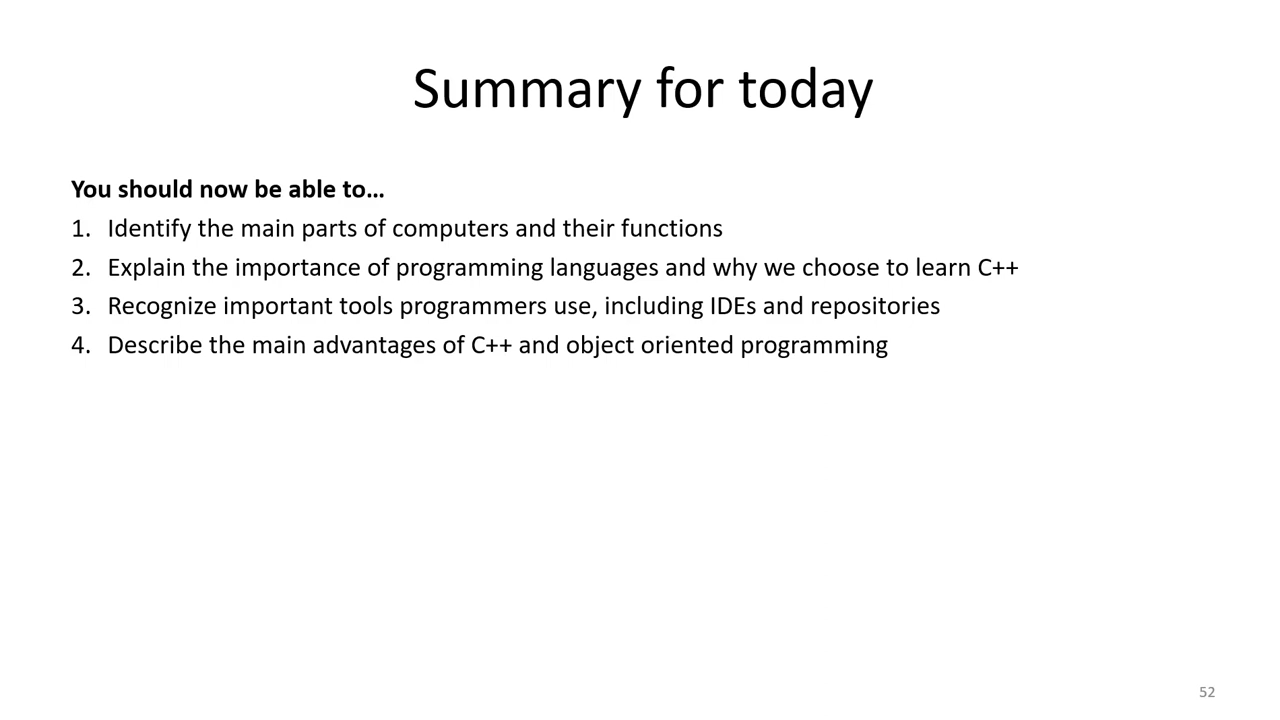 Summary for today
You should now be able to…
1. Identify the main parts of computers and their functions
2. Explain the importance of programming languages and why we choose to learn C++
3. Recognize important tools programmers use, including IDEs and repositories
4. Describe the main advantages of C++ and object oriented programming
52